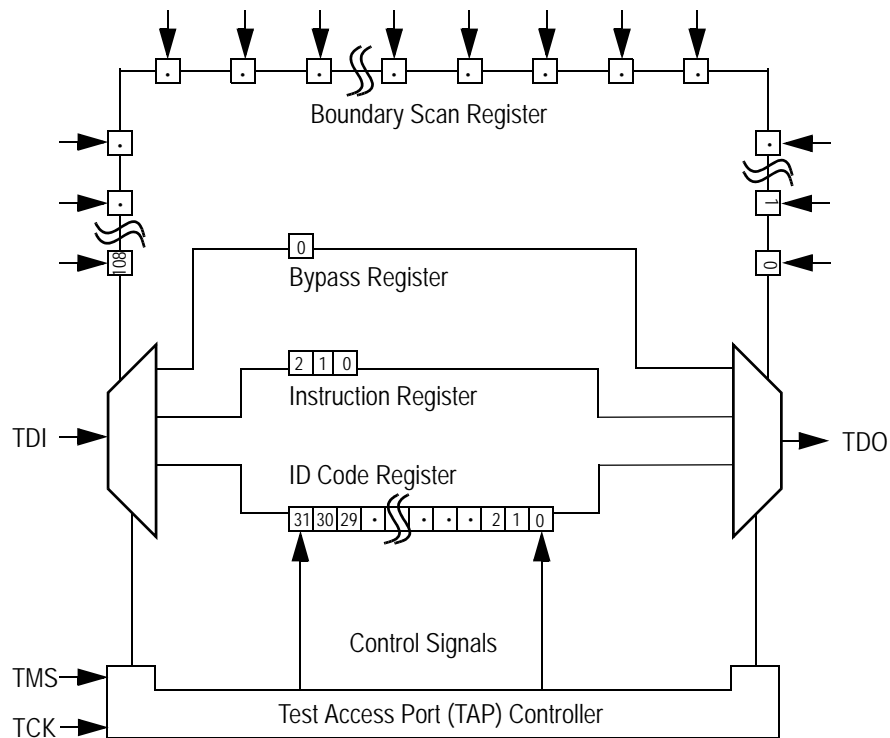 Boundary Scan Register
1
108
0
0
Bypass Register
2 1 0
Instruction Register
TDI
TDO
ID Code Register
31 30 29 . . . . 2 1 0
Control Signals
TMS
Test Access Port (TAP) Controller
TCK